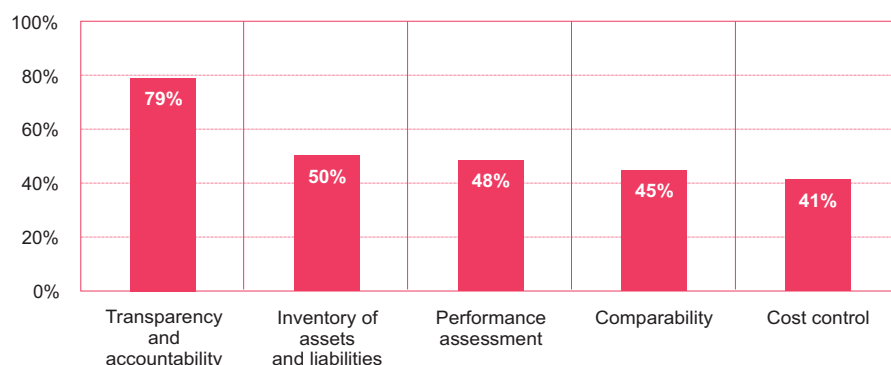 100%
80%
60%
40%
20%
0%
79%
50%
48%
45%
41%
Transparency
and
accountability
Inventory of
assets
and liabilities
Performance
assessment
Comparability
Cost control